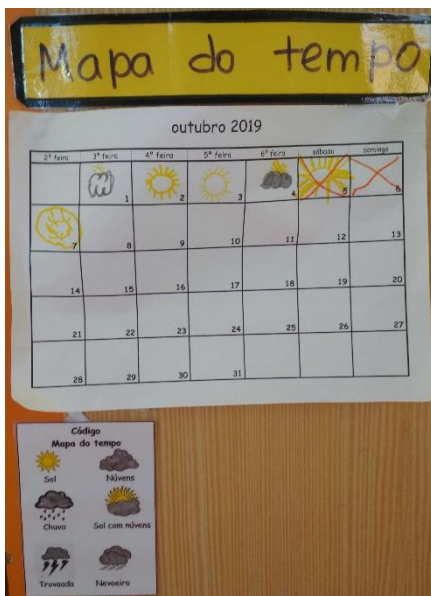 Mapa do tempo
outubro 2019
2ª feira 3ª feira 4ª feira 5ª feira 6ª feira sábado domingo
1 2 3 4 5 6
7 8 9 10 11 12 13
14 15 16 17 18 19 20
21 22 23 24 25 26 27
28 29 30 31
Código
Mapa do tempo
Sol Núvens
Chuva Sol com núvens
Trovoada Nevoeiro